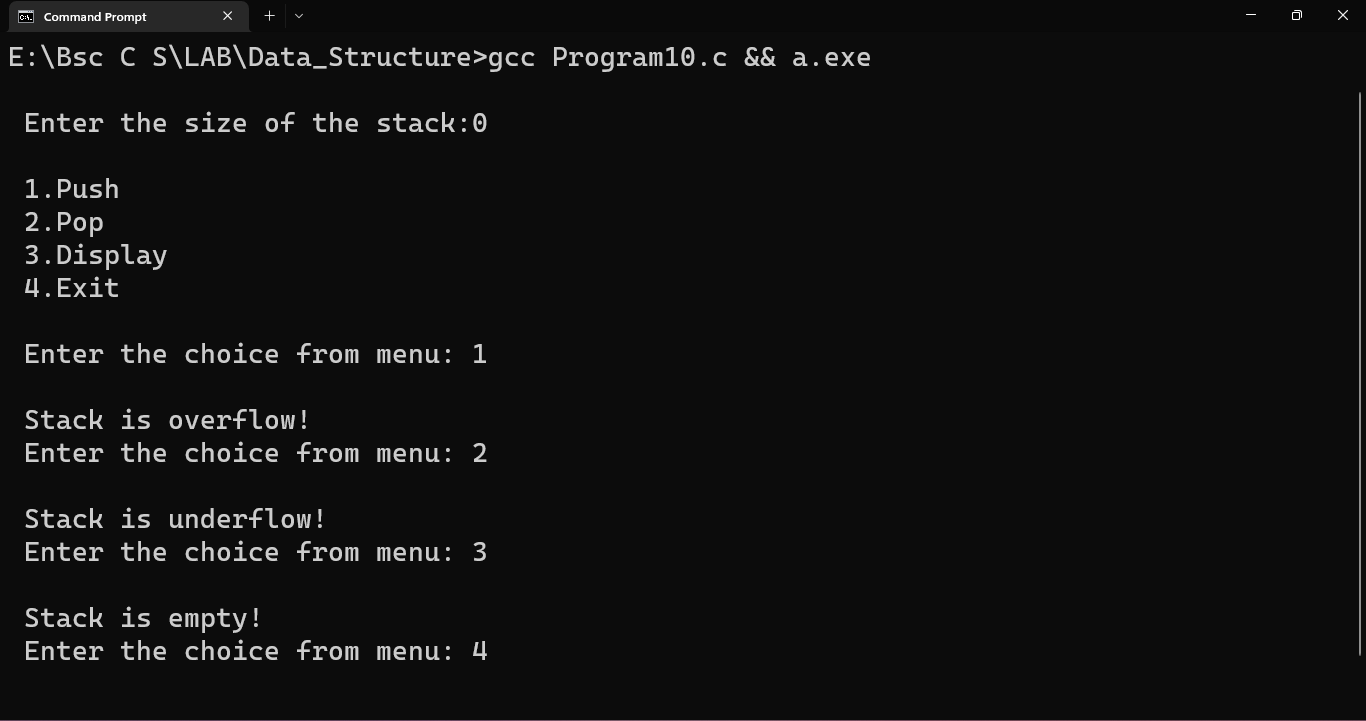 Command Prompt
E:\Bsc C S\LAB\Data_Structure>gcc Program10.c && a.exe
Enter the size of the stack:0
1.Push
2.Pop
3.Display
4.Exit
Enter the choice from menu: 1
Stack is overflow!
Enter the choice from menu: 2
Stack is underflow!
Enter the choice from menu: 3
Stack is empty!
Enter the choice from menu: 4